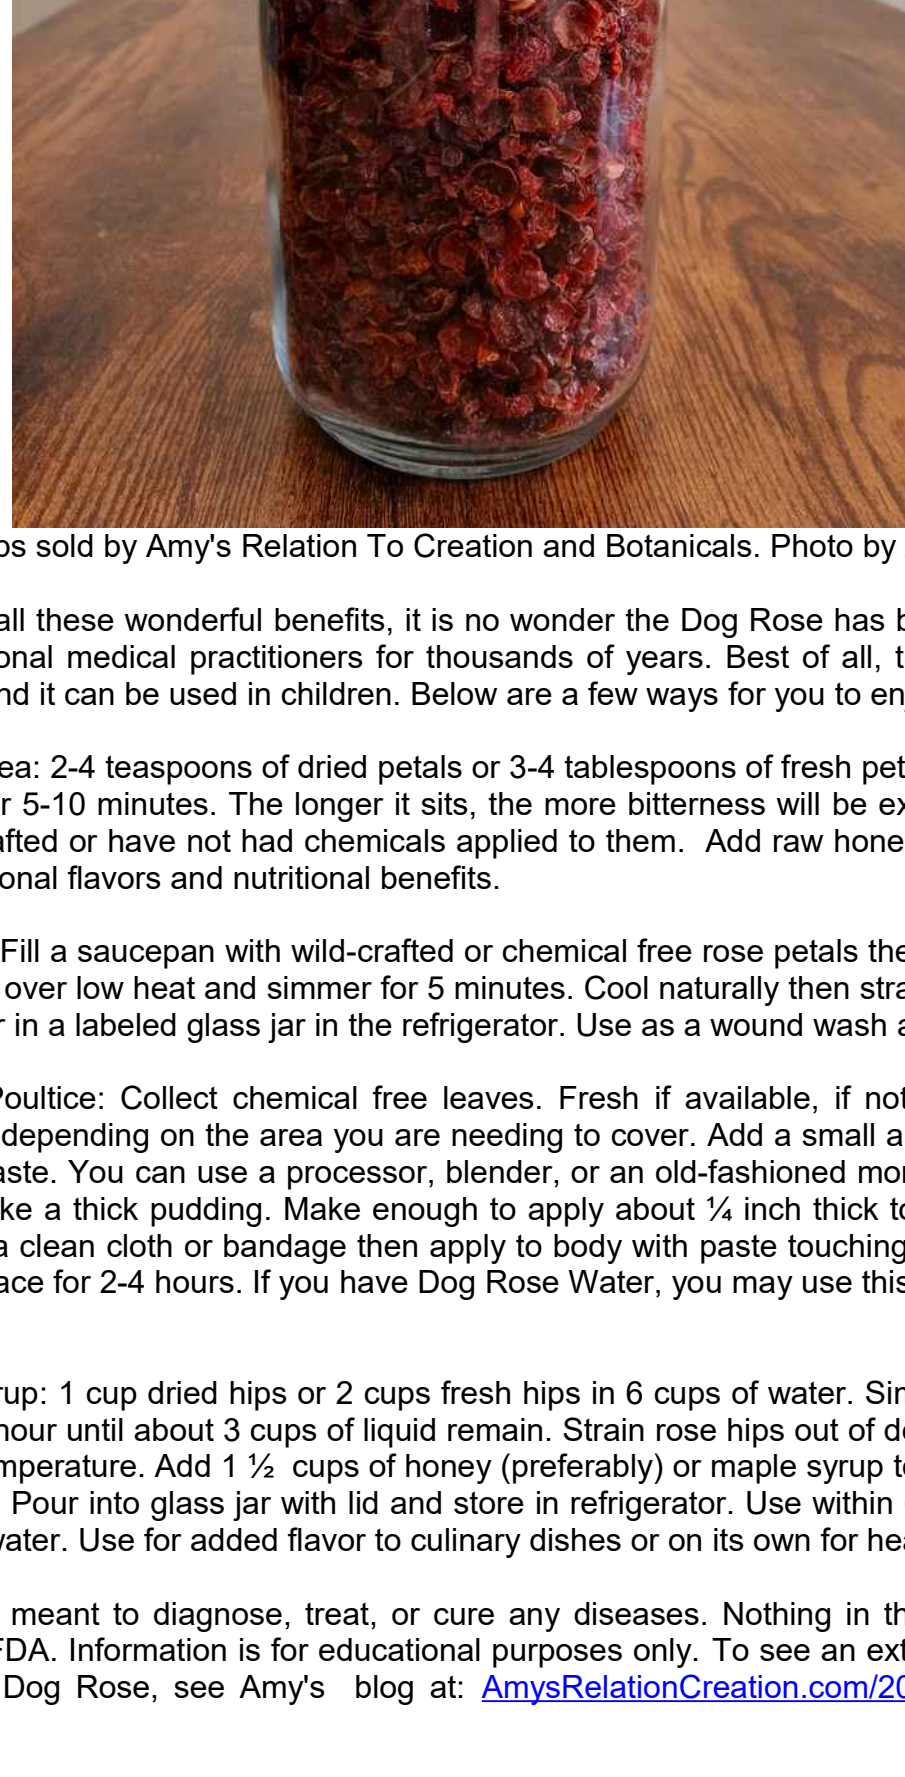 os sold by Amy's Relation To Creation and Botanicals. Photo by
all these wonderful benefits, it is no wonder the Dog Rose has b
onal medical practitioners for thousands of years. Best of all, t
nd it can be used in children. Below are a few ways for you to enj
ea: 2-4 teaspoons of dried petals or 3-4 tablespoons of fresh pet
r 5-10 minutes. The longer it sits, the more bitterness will be ex
afted or have not had chemicals applied to them. Add raw hone
onal flavors and nutritional benefits.
Fill a saucepan with wild-crafted or chemical free rose petals the
over low heat and simmer for 5 minutes. Cool naturally then stra
r in a labeled glass jar in the refrigerator. Use as a wound wash a
Poultice: Collect chemical free leaves. Fresh if available, if not
depending on the area you are needing to cover. Add a small a
aste. You can use a processor, blender, or an old-fashioned mor
ke a thick pudding. Make enough to apply about ¼ inch thick to
a clean cloth or bandage then apply to body with paste touching
ace for 2-4 hours. If you have Dog Rose Water, you may use this
rup: 1 cup dried hips or 2 cups fresh hips in 6 cups of water. Sim
hour until about 3 cups of liquid remain. Strain rose hips out of de
mperature. Add 1 ½ cups of honey (preferably) or maple syrup to
Pour into glass jar with lid and store in refrigerator. Use within
water. Use for added flavor to culinary dishes or on its own for hea
meant to diagnose, treat, or cure any diseases. Nothing in th
FDA. Information is for educational purposes only. To see an ext
Dog Rose, see Amy's blog at: AmysRelationCreation.com/20